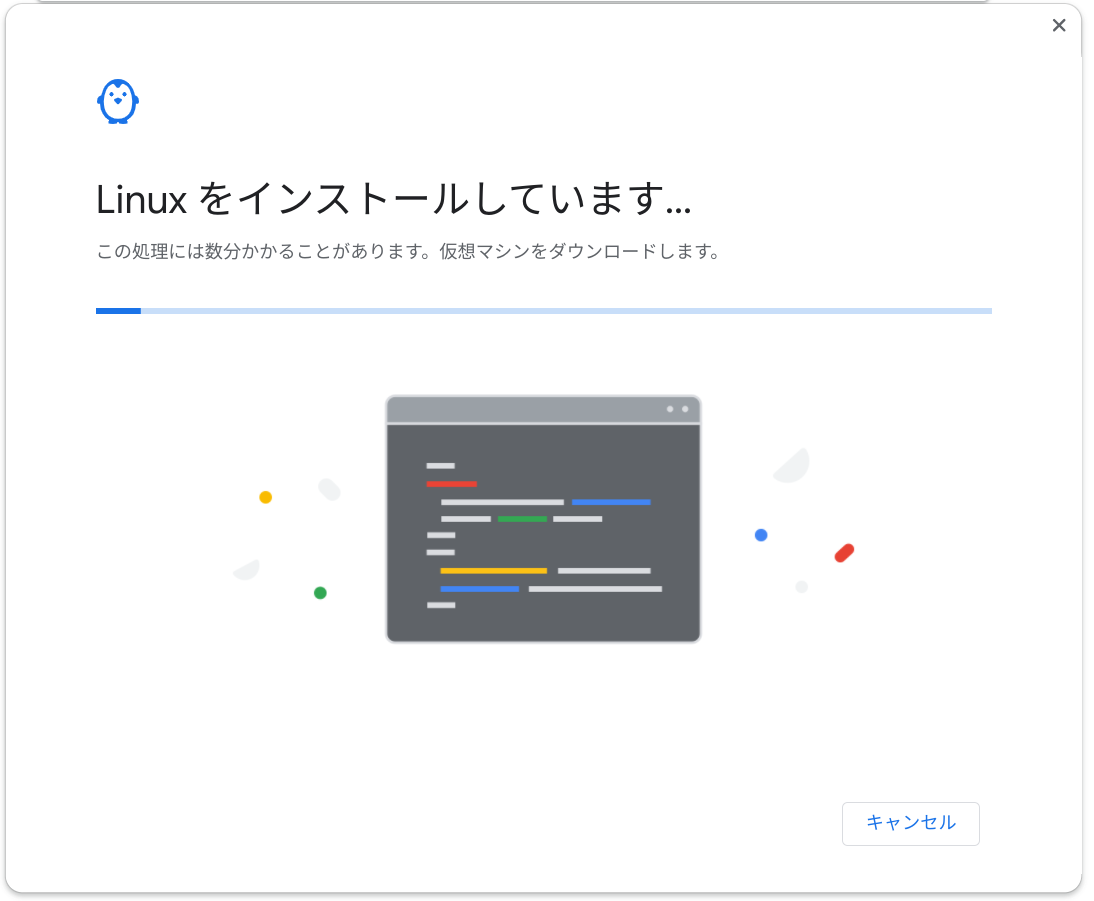 Linux をインストールしています...
この処理には数分かかることがあります。仮想マシンをダウンロードします。
キャンセル